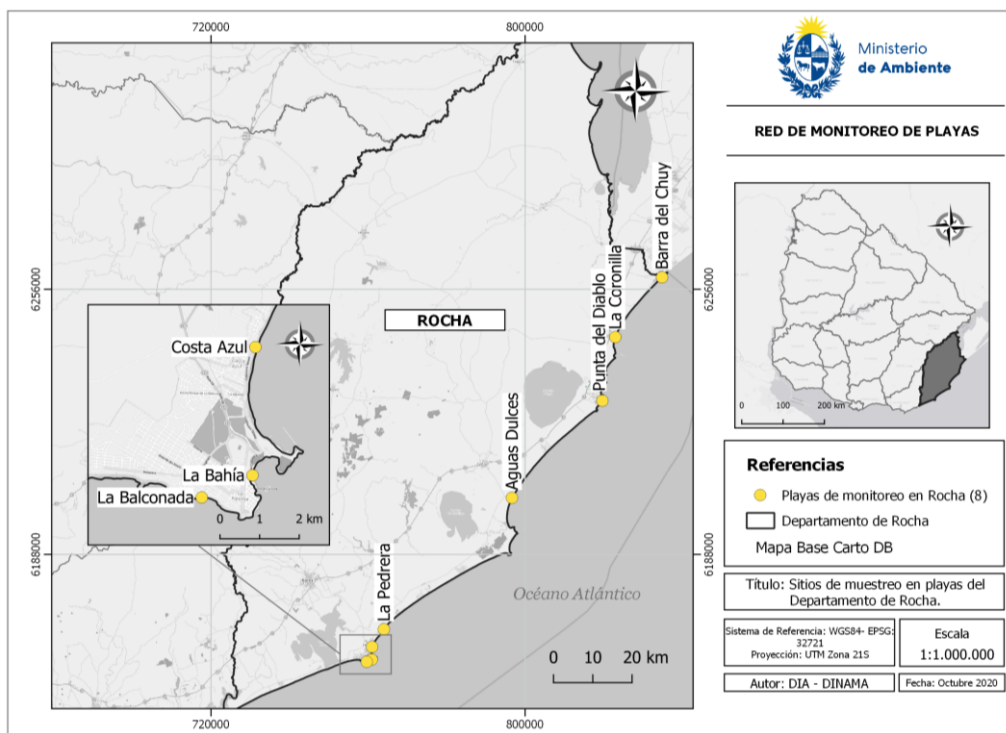 720000
800000
6256000
6188000
6256000
6188000
720000
800000
Barra del Chuy
La Coronilla
Punta del Diablo
ROCHA
Aguas Dulces
La Pedrera
Océano Atlántico
0 10 20 km
Costa Azul
La Bahía
La Balconada
0 1 2 km
Ministerio
de Ambiente
RED DE MONITOREO DE PLAYAS
0 100 200 km
Referencias
Playas de monitoreo en Rocha (8)
Departamento de Rocha
Mapa Base Carto DB
Título: Sitios de muestreo en playas del
Departamento de Rocha.
Sistema de Referencia: WGS84- EPSG:
32721
Proyección: UTM Zona 21S
Escala
1:1.000.000
Autor: DIA - DINAMA
Fecha: Octubre 2020